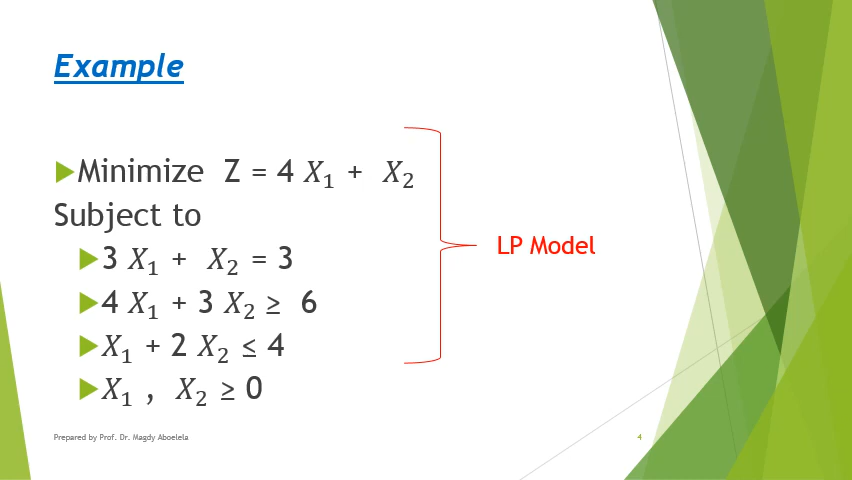 Example
▶Minimize Z = 4 X₁ + X₂
Subject to
▶3 X₁ + X₂ = 3
▶4 X₁ + 3 X₂ ≥ 6
▶X₁ + 2 X₂ ≤ 4
▶X₁ , X₂ ≥ 0
LP Model
Prepared by Prof. Dr. Magdy Aboelela
4